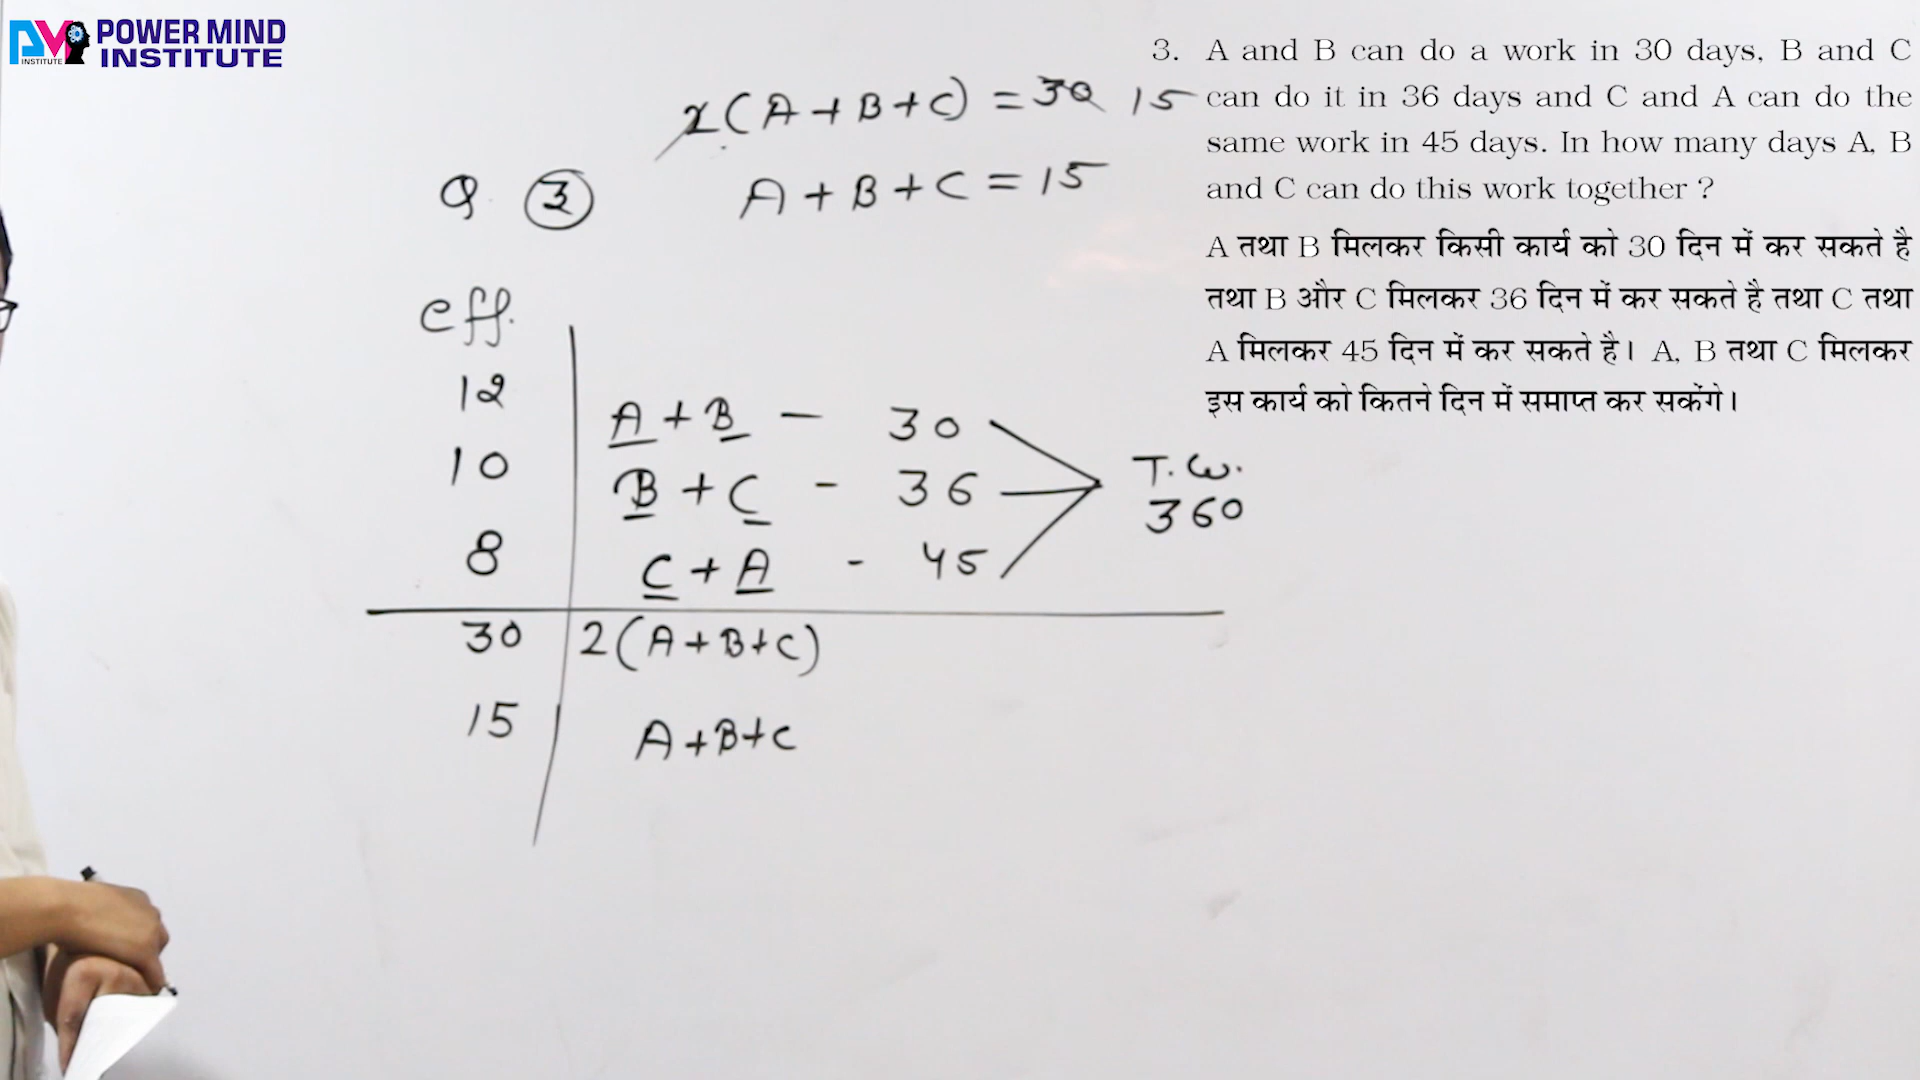 POWER MIND
INSTITUTE
INSTITUTE
2(A+B+C) = 30 15
A+B+C = 15
Q 3
3. A and B can do a work in 30 days, B and C
can do it in 36 days and C and A can do the
same work in 45 days. In how many days A, B
and C can do this work together ?
A तथा B मिलकर किसी कार्य को 30 दिन में कर सकते है
तथा B और C मिलकर 36 दिन में कर सकते है तथा C तथा
A मिलकर 45 दिन में कर सकते है। A, B तथा C मिलकर
इस कार्य को कितने दिन में समाप्त कर सकेंगे।
eff.
12 A+B - 30
10 B+C - 36
8 C+A - 45
T.W.
360
30 2(A+B+C)
15 A+B+C